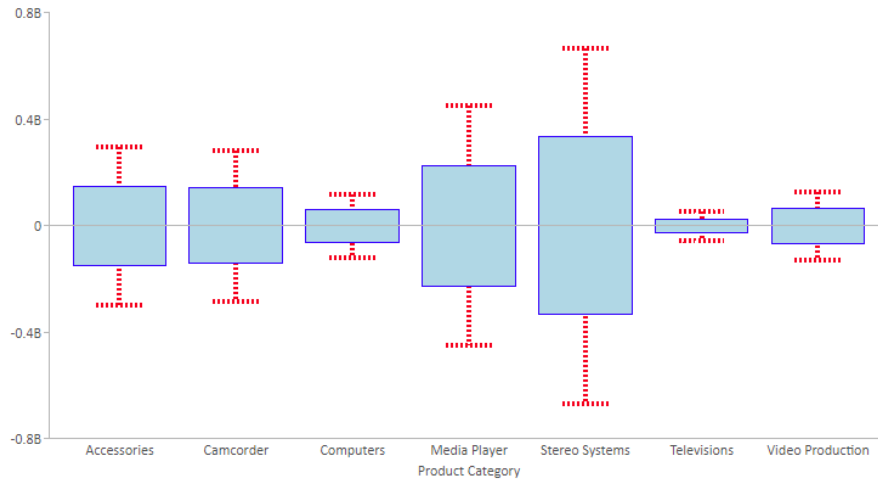 0.8B
0.4B
0
-0.4B
-0.8B
Accessories Camcorder Computers Media Player Stereo Systems Televisions Video Production
Product Category